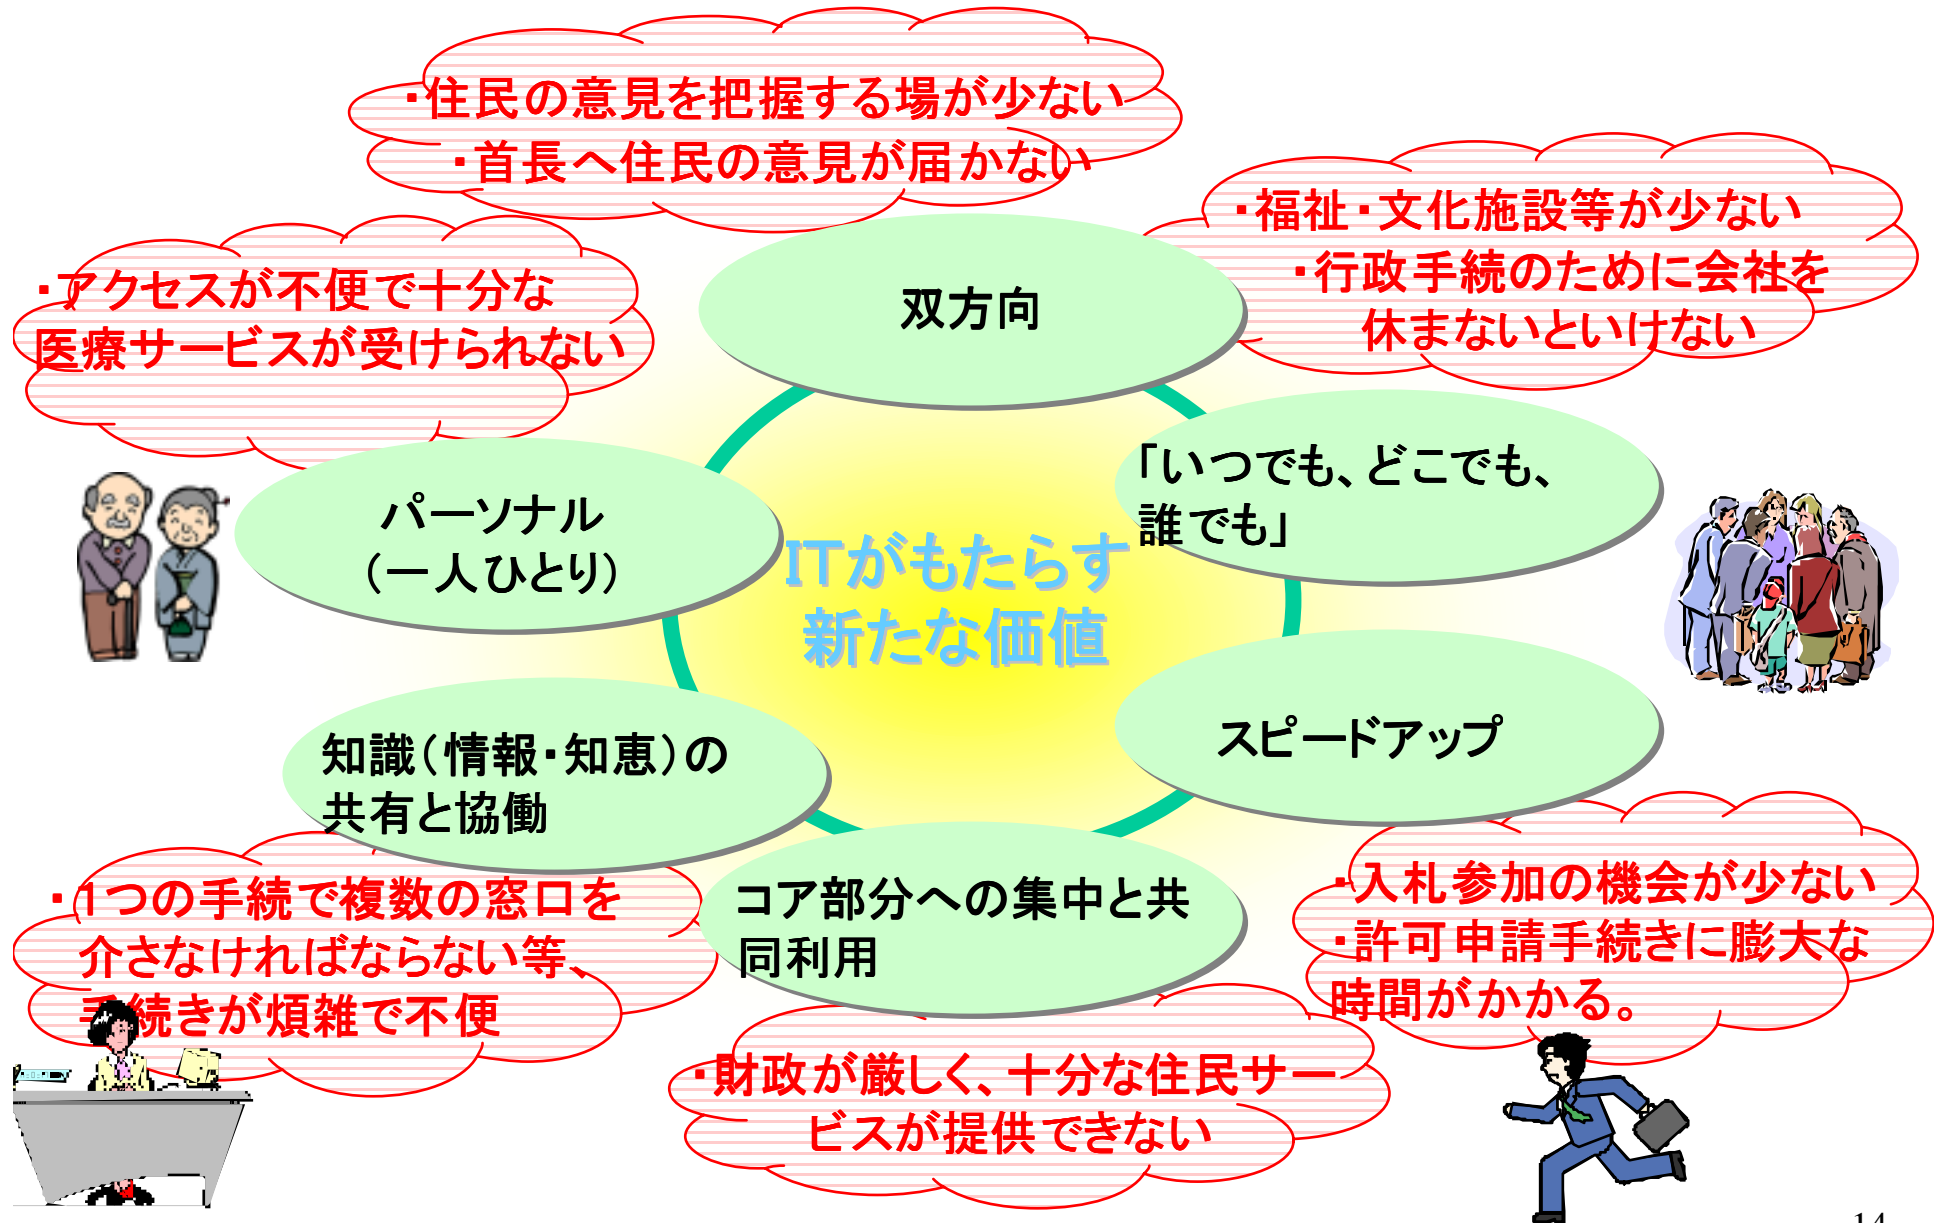 ・住民の意見を把握する場が少ない
・首長へ住民の意見が届かない
・福祉・文化施設等が少ない
・行政手続のために会社を
休まないといけない
・アクセスが不便で十分な
医療サービスが受けられない
双方向
「いつでも、どこでも、
誰でも」
パーソナル
(一人ひとり)
ITがもたらす
新たな価値
スピードアップ
知識(情報・知恵)の
共有と協働
コア部分への集中と共
同利用
・1つの手続で複数の窓口を
介さなければならない等、
手続きが煩雑で不便
・入札参加の機会が少ない
・許可申請手続きに膨大な
時間がかかる。
・財政が厳しく、十分な住民サー
ビスが提供できない
14